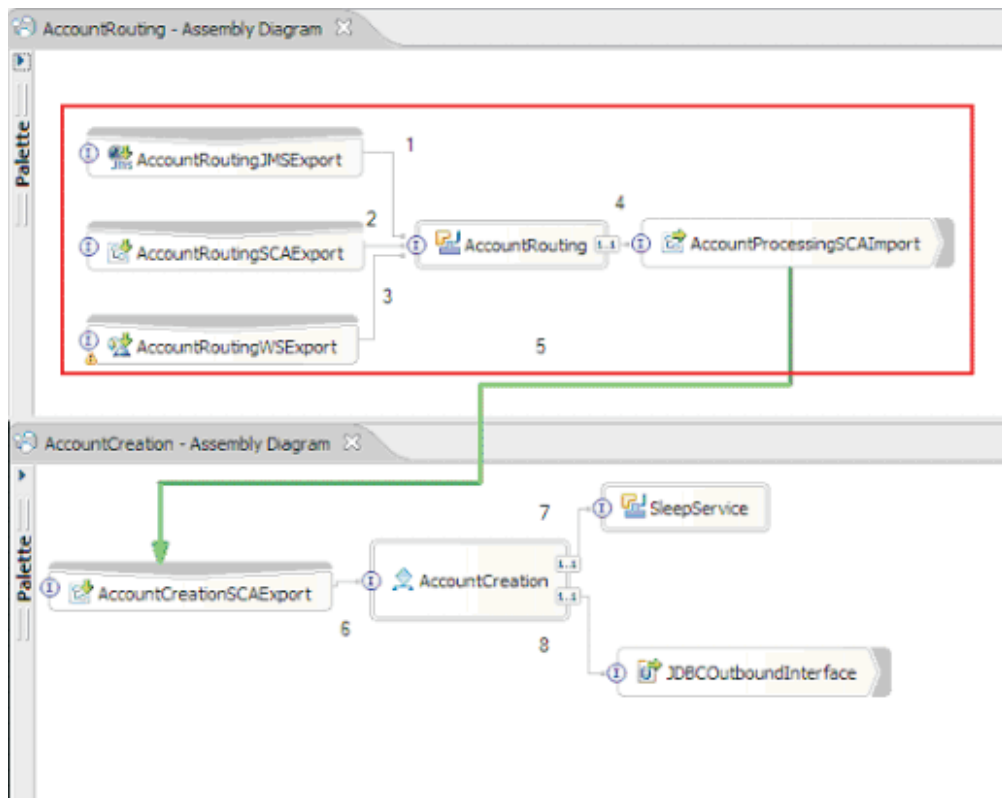 AccountRouting - Assembly Diagram
Palette
1
AccountRoutingJMSExport
2
4
AccountRoutingSCAExport
AccountRouting
1..1
AccountProcessingSCAImport
3
AccountRoutingWSExport
5
AccountCreation - Assembly Diagram
Palette
7
SleepService
1..1
AccountCreation
AccountCreationSCAExport
1..1
6
8
JDBCOutboundInterface